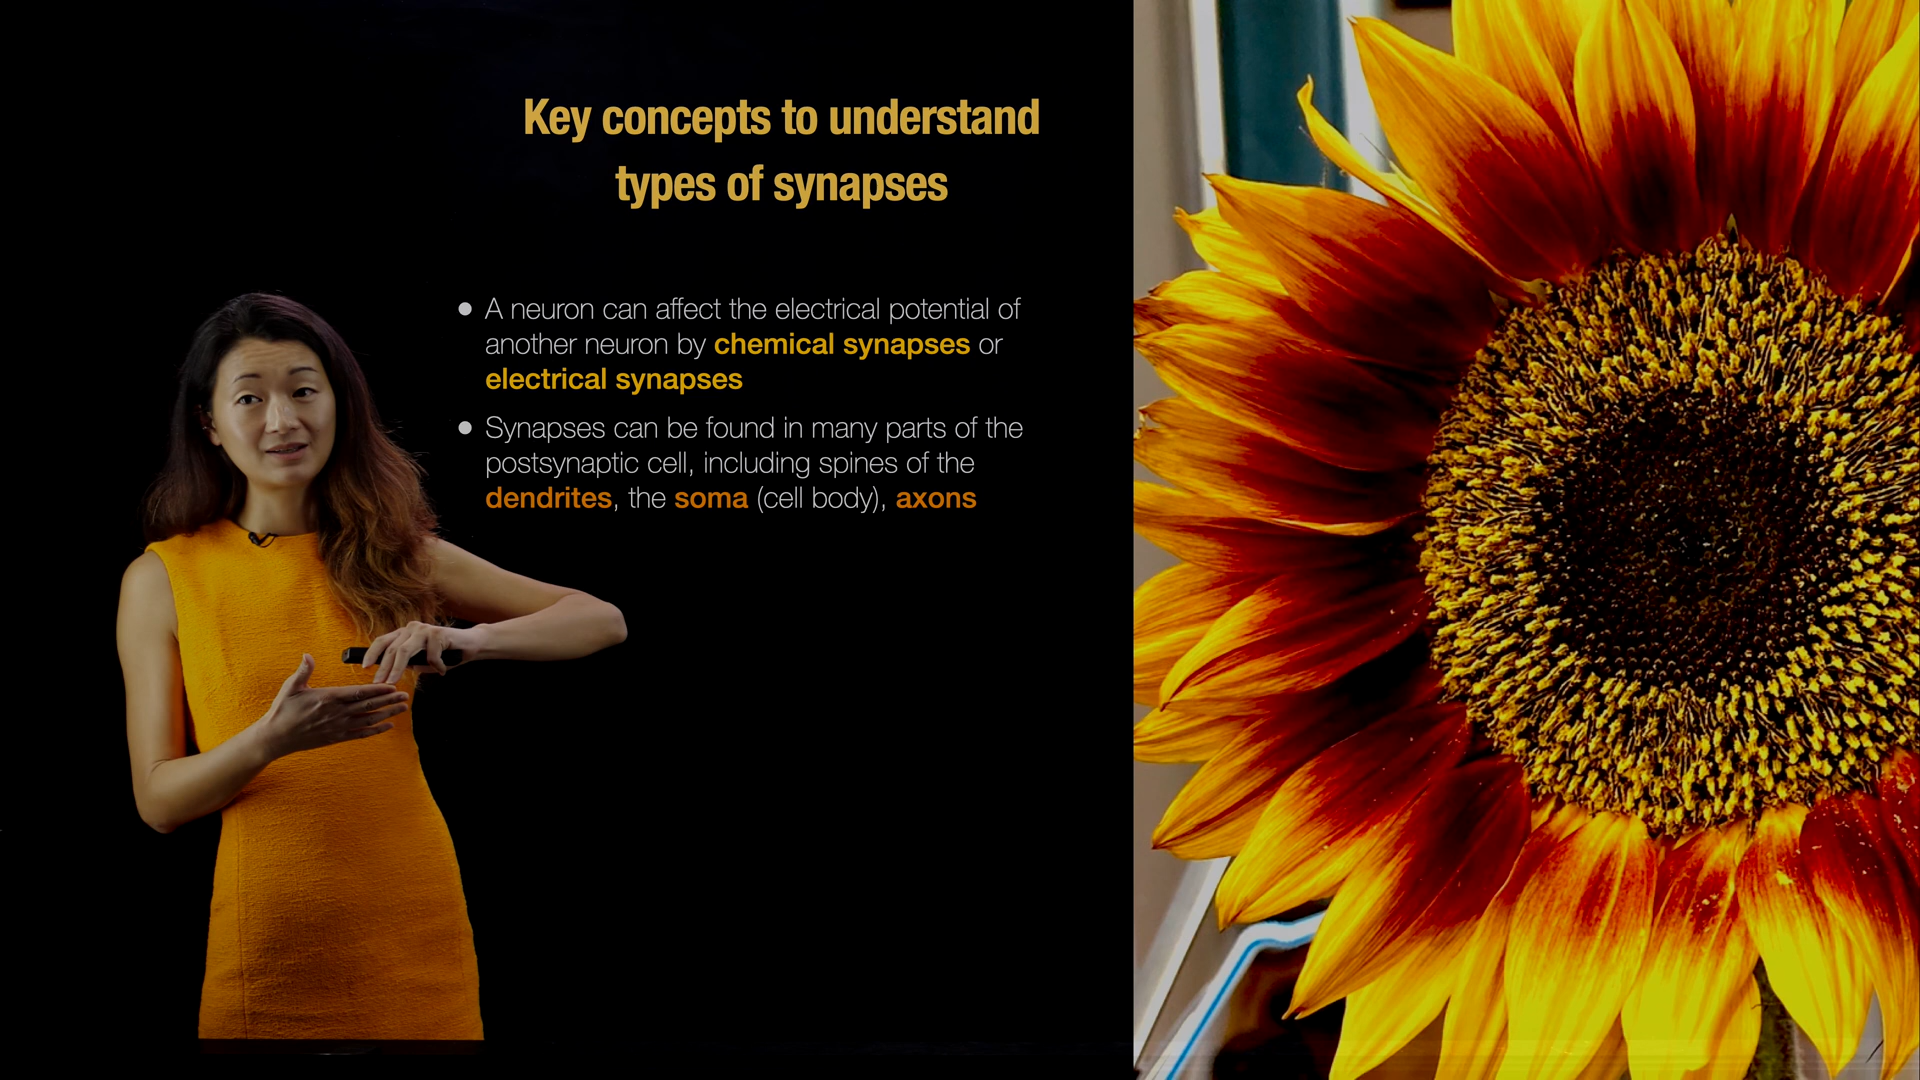 Key concepts to understand
types of synapses
● A neuron can affect the electrical potential of
another neuron by chemical synapses or
electrical synapses
● Synapses can be found in many parts of the
postsynaptic cell, including spines of the
dendrites, the soma (cell body), axons